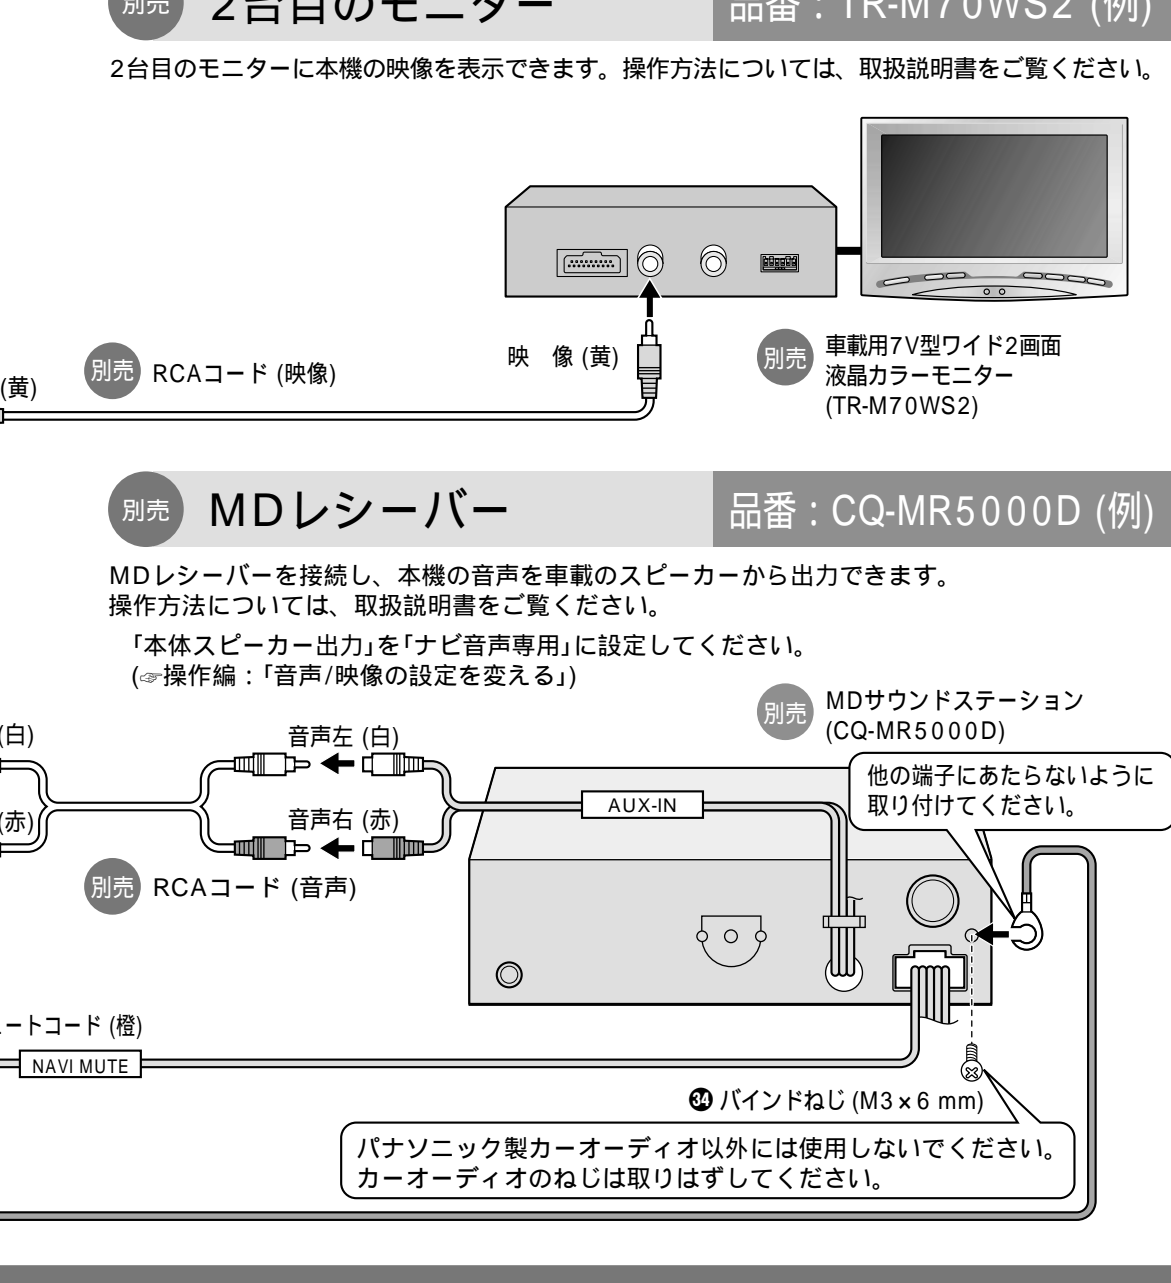 別売 2台目のモニター 品番：TR-M70WS2 (例)
2台目のモニターに本機の映像を表示できます。操作方法については、取扱説明書をご覧ください。
(黄)
別売 RCAコード (映像)
映　像 (黄)
別売 車載用7V型ワイド2画面
液晶カラーモニター
(TR-M70WS2)
別売 MDレシーバー 品番：CQ-MR5000D (例)
MDレシーバーを接続し、本機の音声を車載のスピーカーから出力できます。
操作方法については、取扱説明書をご覧ください。
「本体スピーカー出力」を「ナビ音声専用」に設定してください。
(☞操作編：「音声/映像の設定を変える」)
別売 MDサウンドステーション
(CQ-MR5000D)
(白)
音声左 (白)
他の端子にあたらないように
取り付けてください。
AUX-IN
(赤)
音声右 (赤)
別売 RCAコード (音声)
ートコード (橙)
NAVI MUTE
㉞ バインドねじ (M3×6 mm)
パナソニック製カーオーディオ以外には使用しないでください。
カーオーディオのねじは取りはずしてください。